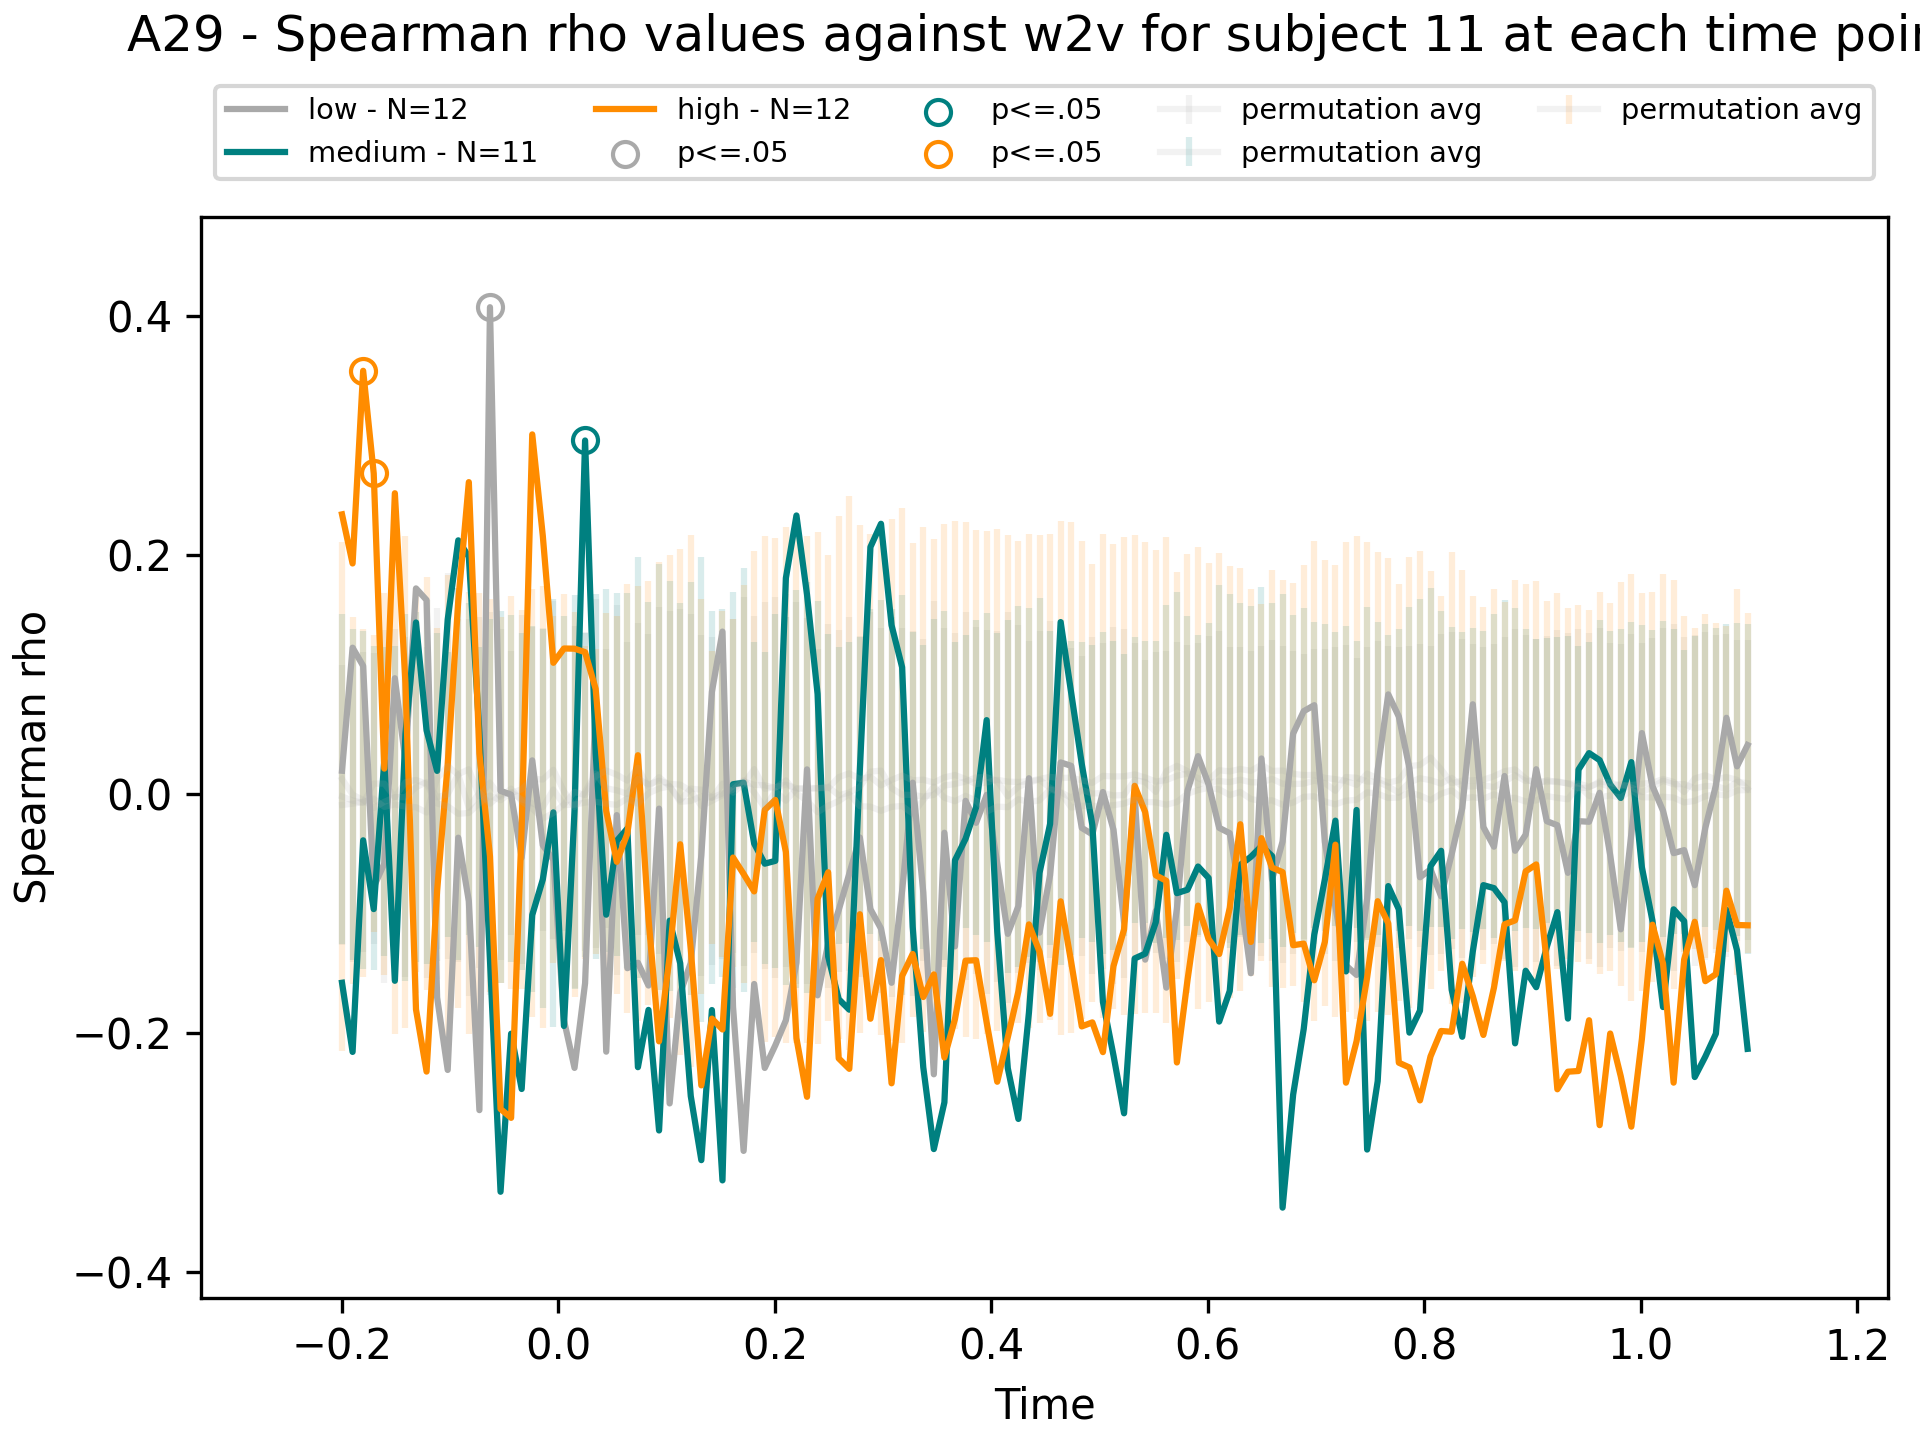 A29 - Spearman rho values against w2v for subject 11 at each time poi
low - N=12 high - N=12 p<=.05 permutation avg permutation avg
medium - N=11 p<=.05 p<=.05 permutation avg
0.4
0.2
0.0
−0.2
−0.4
Spearman rho
−0.2 0.0 0.2 0.4 0.6 0.8 1.0 1.2
Time